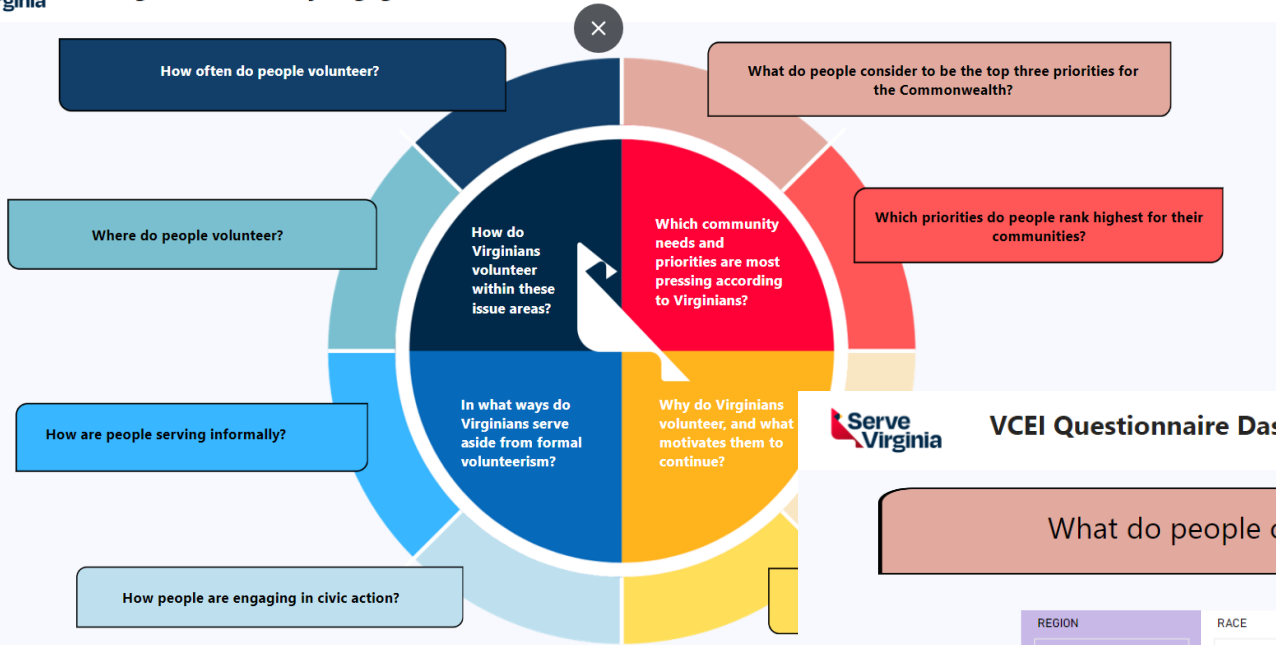 How often do people volunteer?
What do people consider to be the top three priorities for
the Commonwealth?
Where do people volunteer?
Which priorities do people rank highest for their
communities?
How do
Virginians
volunteer
within these
issue areas?
Which community
needs and
priorities are most
pressing according
to Virginians?
How are people serving informally?
In what ways do
Virginians serve
aside from formal
volunteerism?
Why do Virginians
volunteer, and what
motivates them to
continue?
How people are engaging in civic action?
Serve
Virginia
VCEI Questionnaire Das
What do people c
REGION
RACE